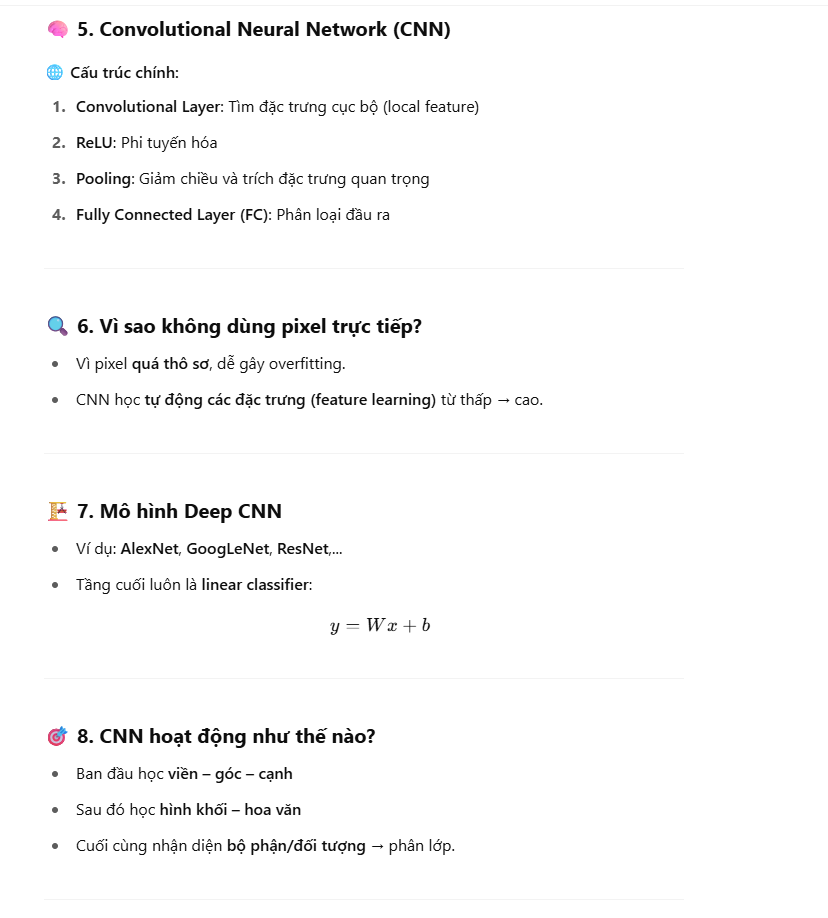 🧠 5. Convolutional Neural Network (CNN)
🌐 Cấu trúc chính:
1. Convolutional Layer: Tìm đặc trưng cục bộ (local feature)
2. ReLU: Phi tuyến hóa
3. Pooling: Giảm chiều và trích đặc trưng quan trọng
4. Fully Connected Layer (FC): Phân loại đầu ra
🔍 6. Vì sao không dùng pixel trực tiếp?
• Vì pixel quá thô sơ, dễ gây overfitting.
• CNN học tự động các đặc trưng (feature learning) từ thấp → cao.
🏗️ 7. Mô hình Deep CNN
• Ví dụ: AlexNet, GoogLeNet, ResNet,...
• Tầng cuối luôn là linear classifier:
y = Wx + b
🎯 8. CNN hoạt động như thế nào?
• Ban đầu học viền – góc – cạnh
• Sau đó học hình khối – hoa văn
• Cuối cùng nhận diện bộ phận/đối tượng → phân lớp.